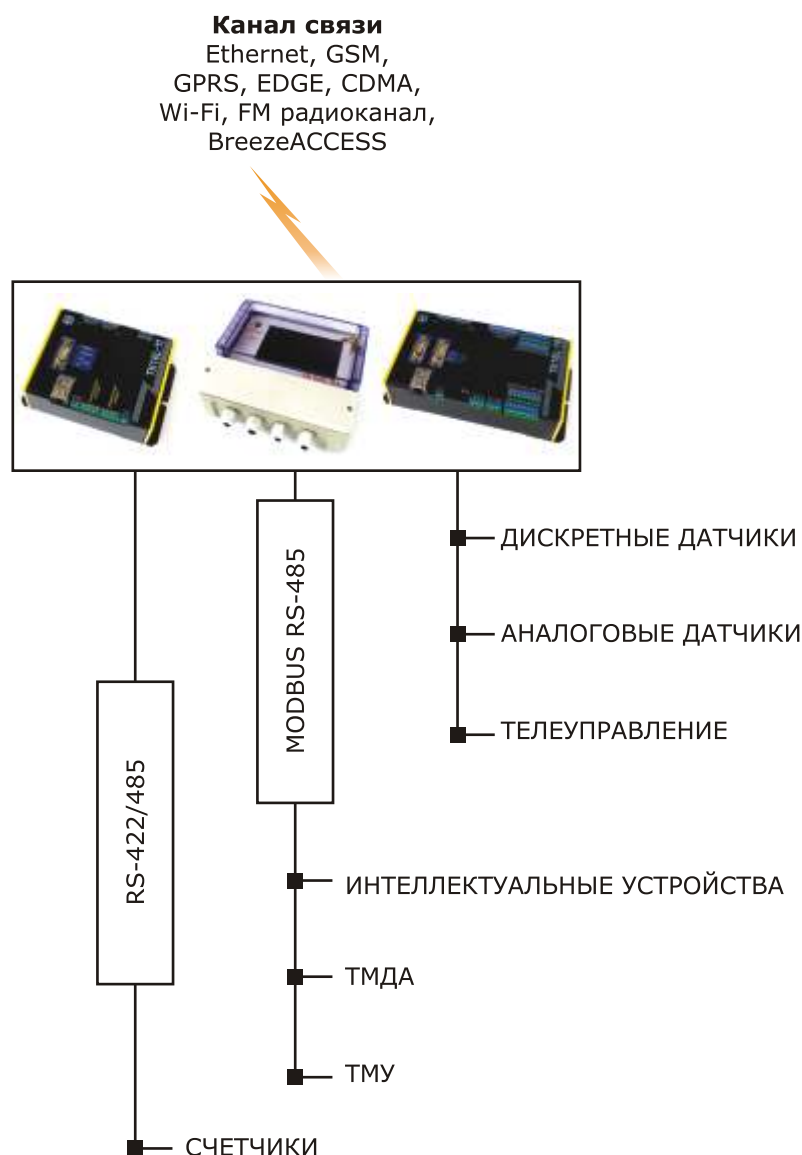 Канал связи
Ethernet, GSM,
GPRS, EDGE, CDMA,
Wi-Fi, FM радиоканал,
BreezeACCESS
ДИСКРЕТНЫЕ ДАТЧИКИ
АНАЛОГОВЫЕ ДАТЧИКИ
ТЕЛЕУПРАВЛЕНИЕ
MODBUS RS-485
RS-422/485
ИНТЕЛЛЕКТУАЛЬНЫЕ УСТРОЙСТВА
ТМДА
ТМУ
СЧЕТЧИКИ